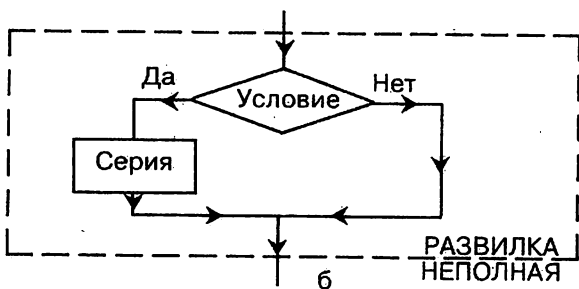 Да
Условие
Нет
Серия
РАЗВИЛКА
НЕПОЛНАЯ
б